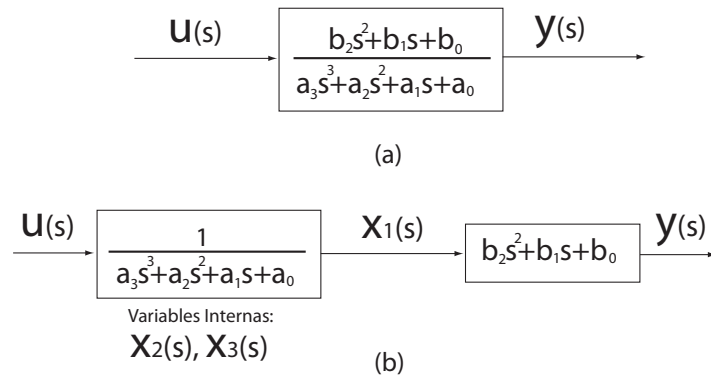 u(s) b₂s²+b₁s+b₀ y(s)
a₃s³+a₂s²+a₁s+a₀
(a)
u(s) 1 x₁(s) b₂s²+b₁s+b₀ y(s)
a₃s³+a₂s²+a₁s+a₀
Variables Internas:
x₂(s), x₃(s)
(b)